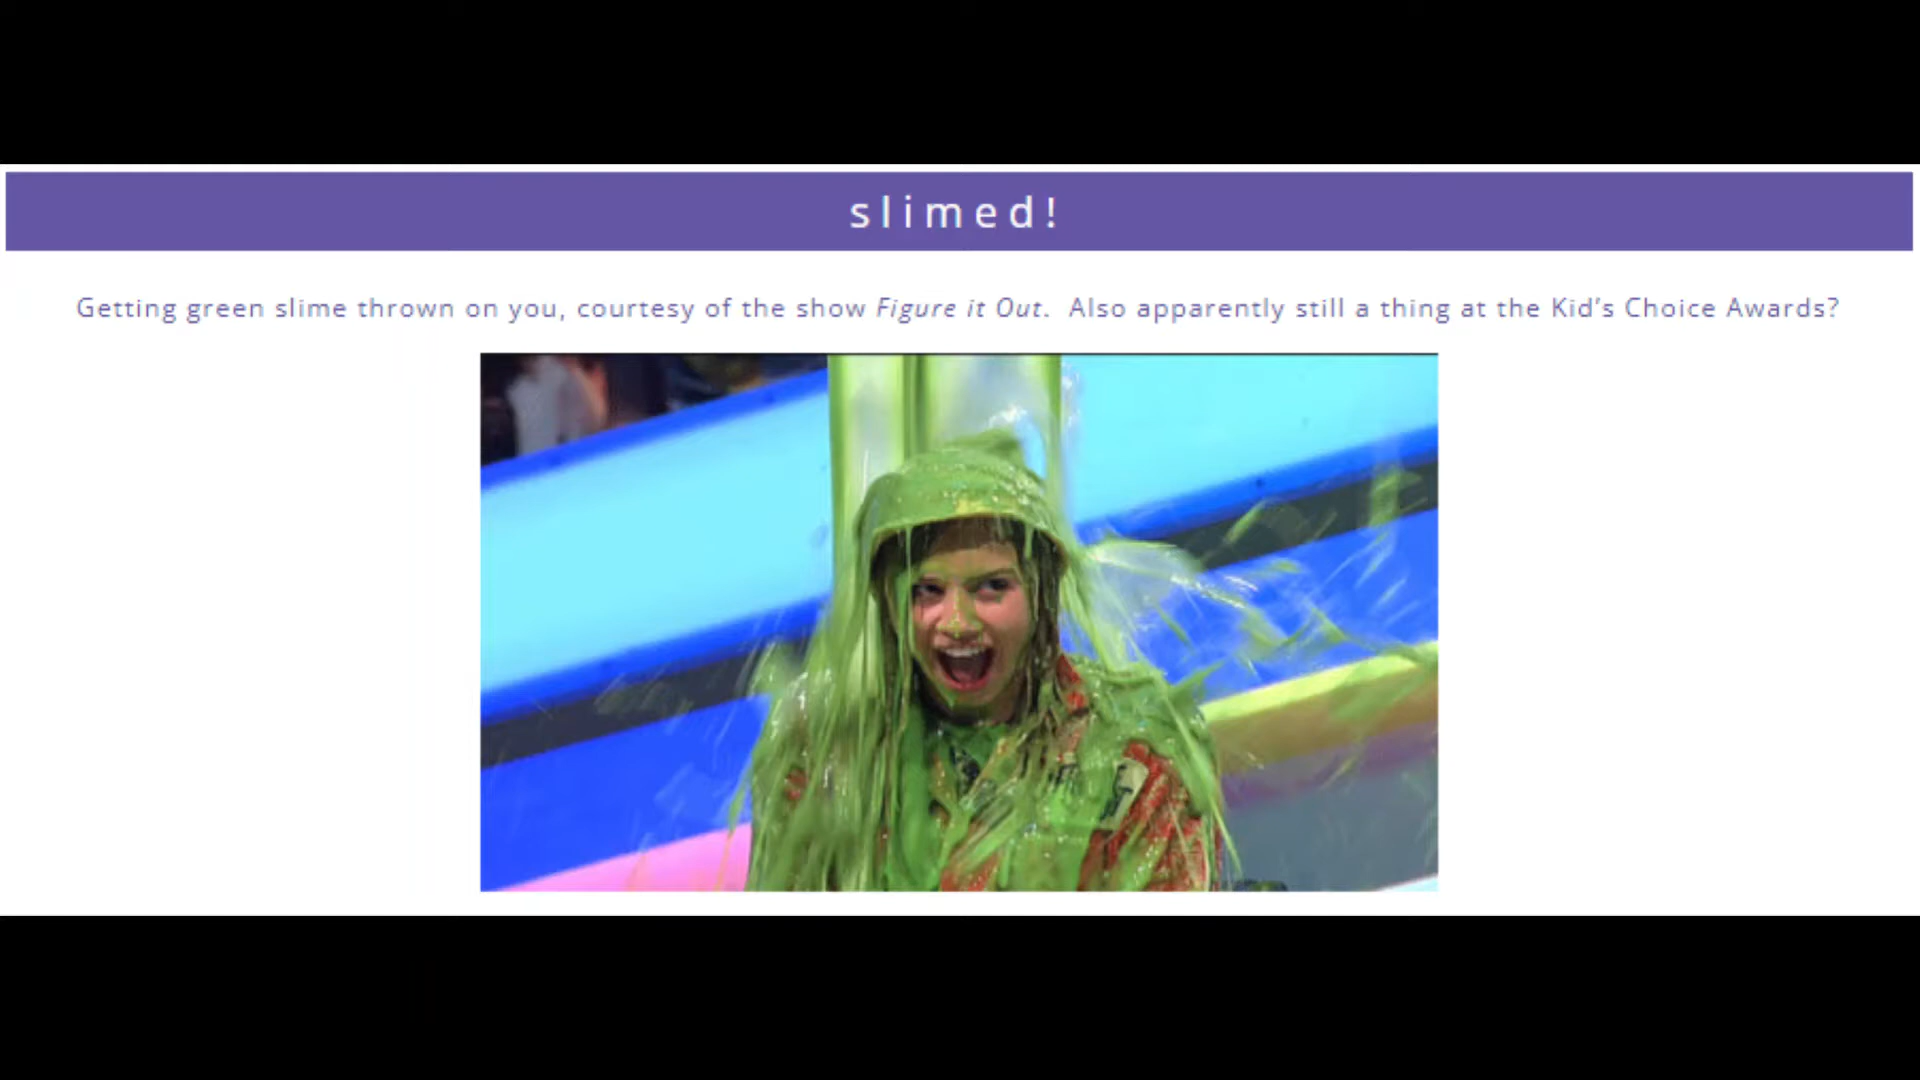 slimed!
Getting green slime thrown on you, courtesy of the show Figure it Out. Also apparently still a thing at the Kid’s Choice Awards?